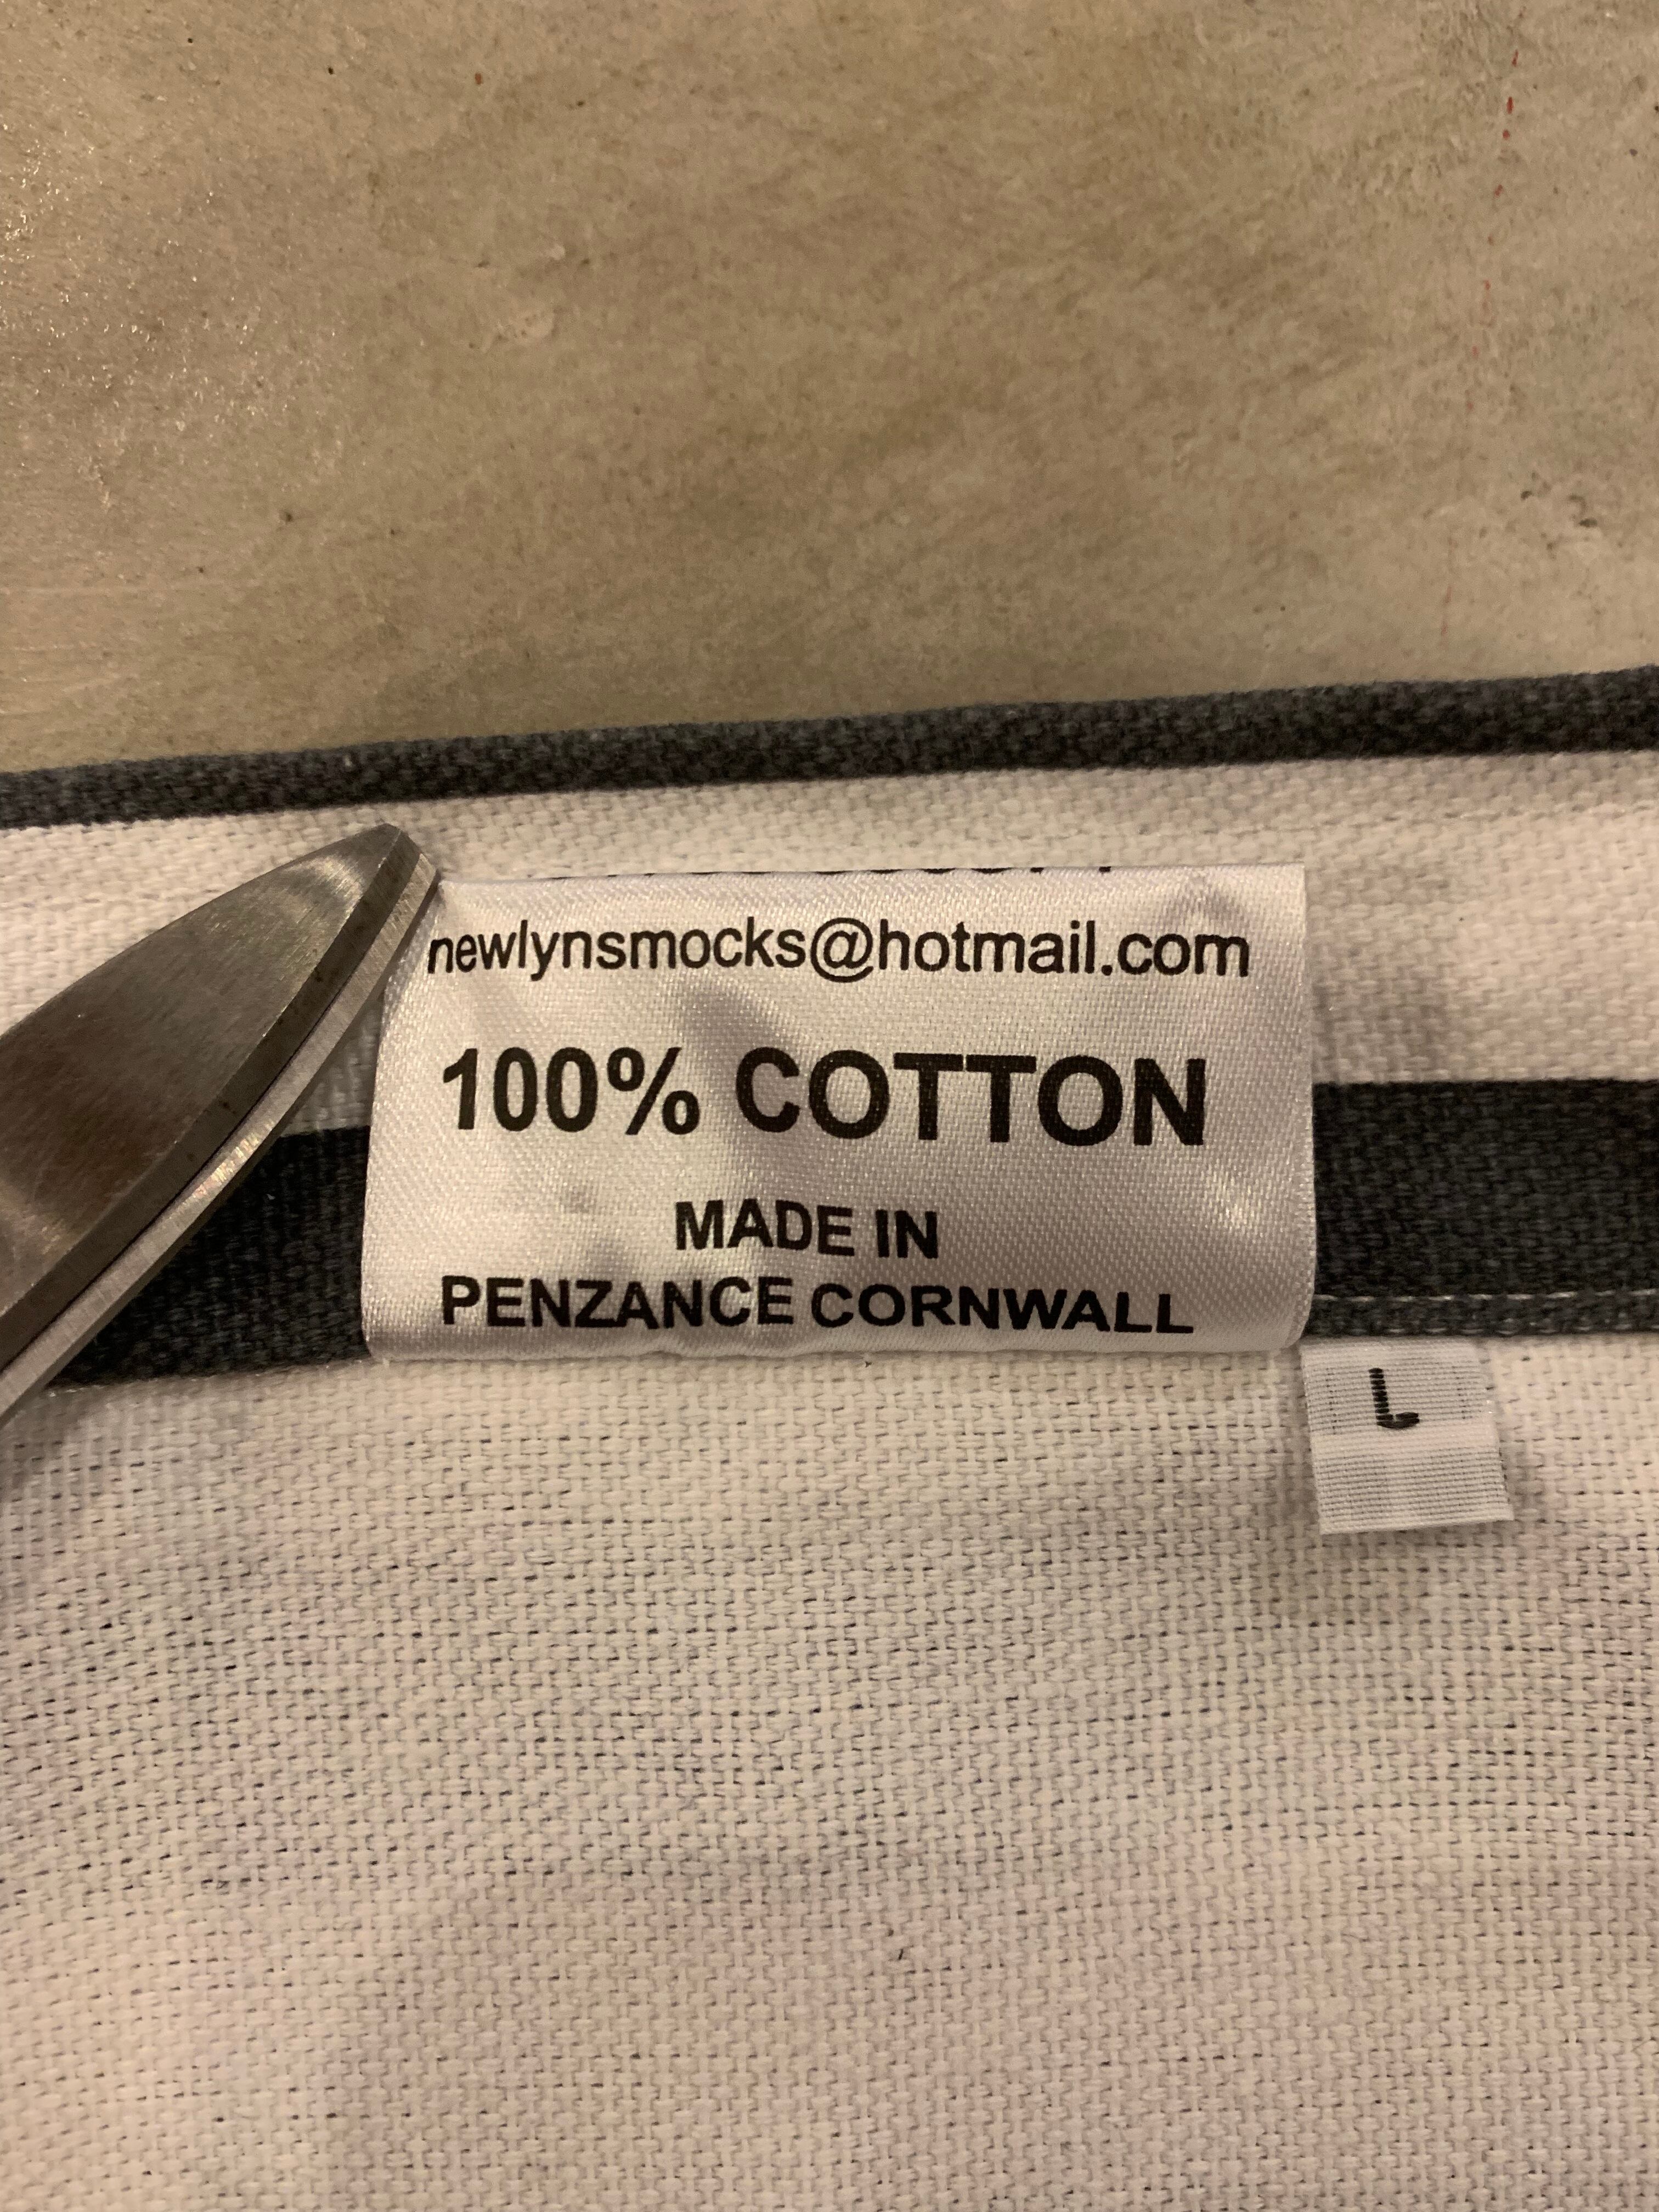 newlynsmocks@hotmail.com
100% COTTON
MADE IN
PENZANCE CORNWALL
L